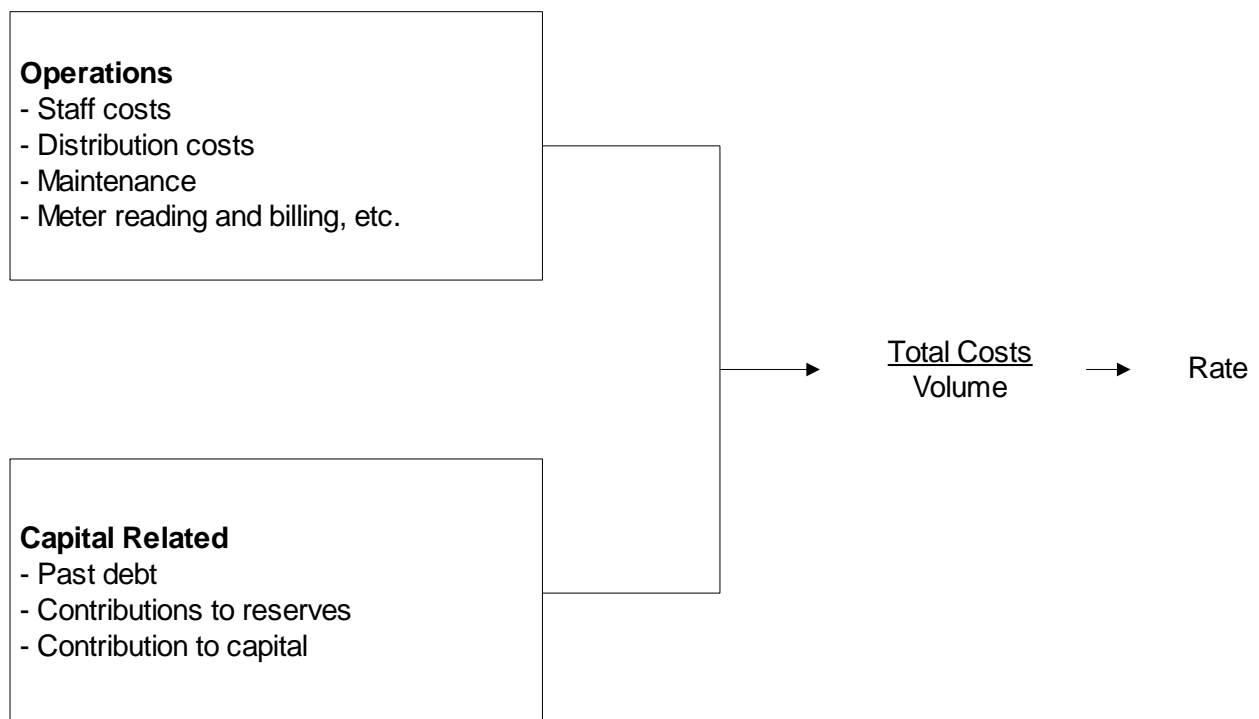 Operations
- Staff costs
- Distribution costs
- Maintenance
- Meter reading and billing, etc.
Total Costs
Volume
Rate
Capital Related
- Past debt
- Contributions to reserves
- Contribution to capital